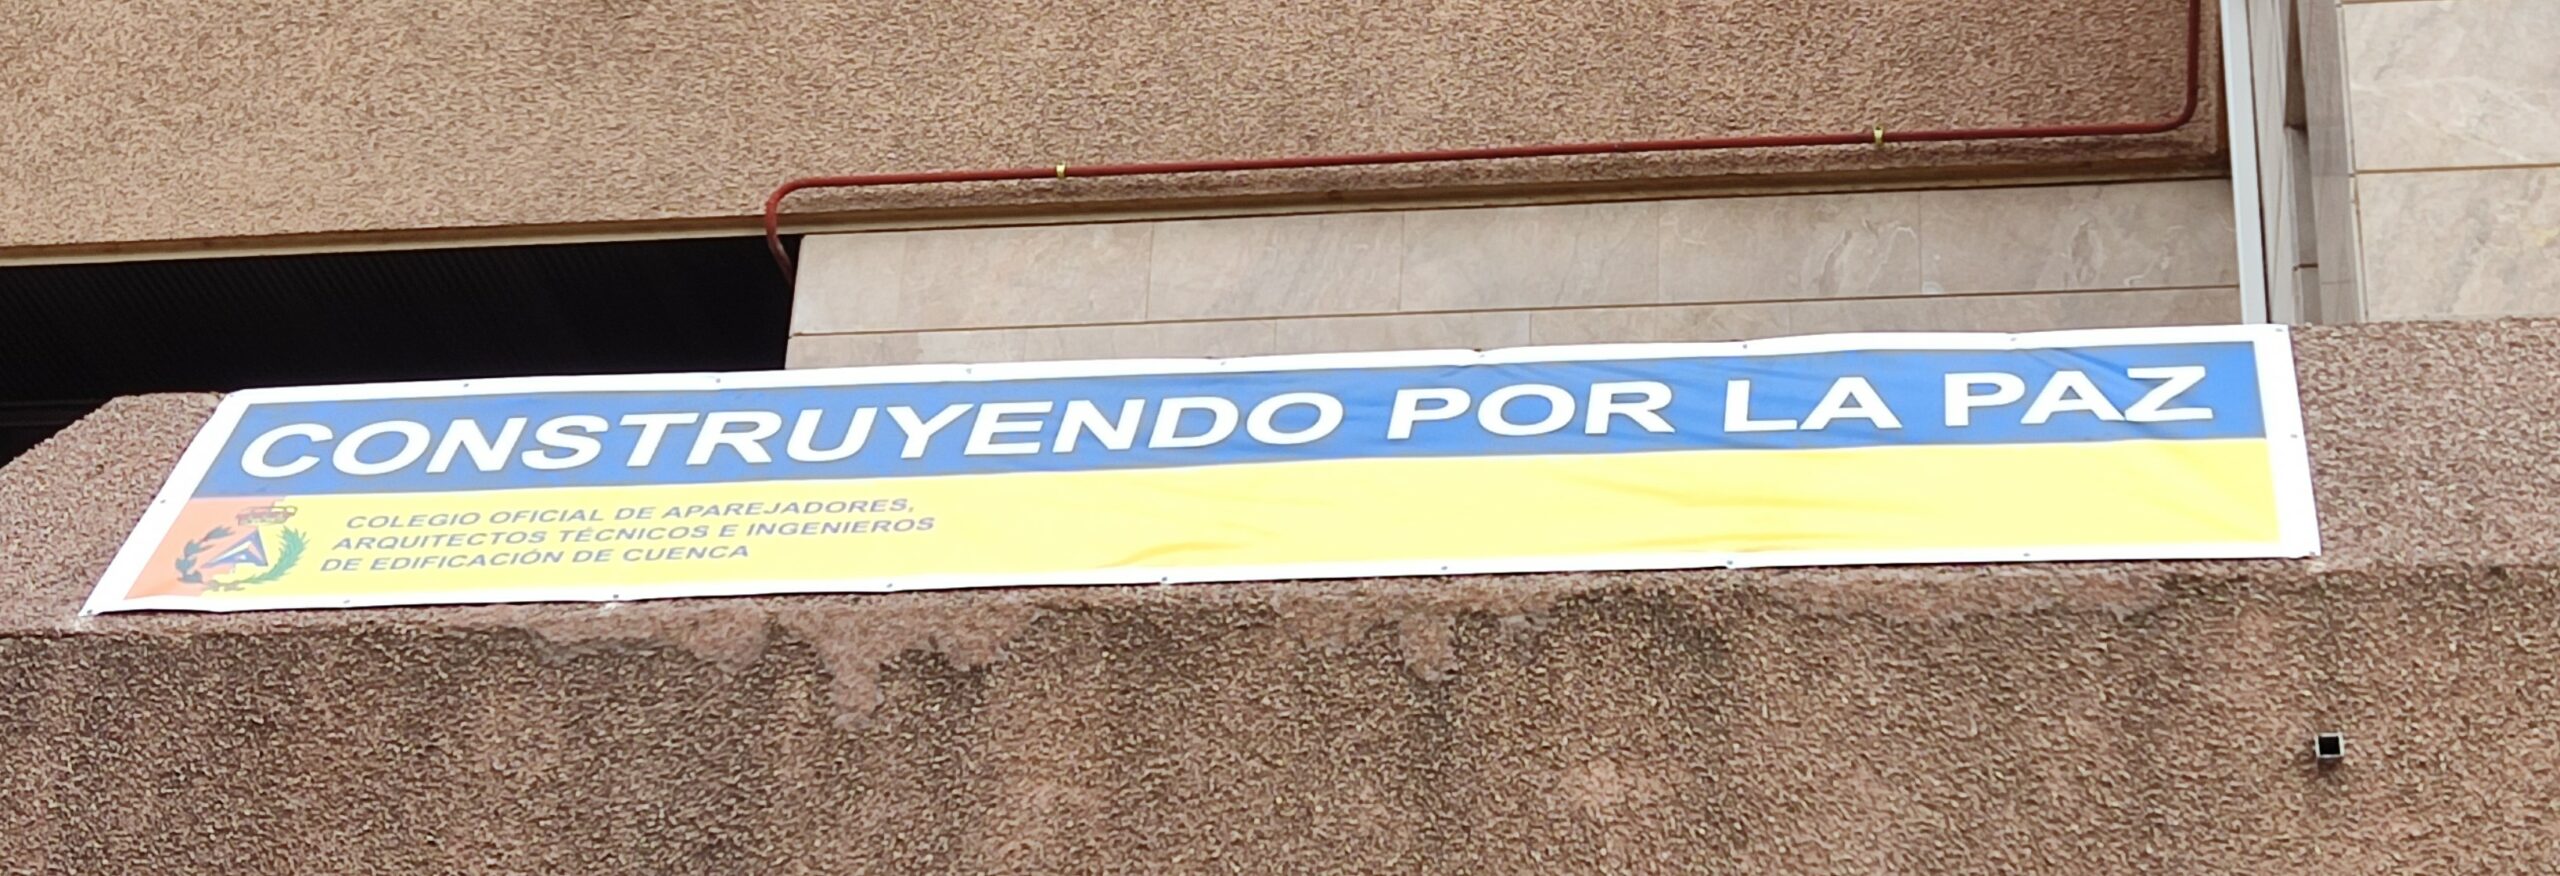 CONSTRUYENDO POR LA PAZ
COLEGIO OFICIAL DE APAREJADORES,
ARQUITECTOS TÉCNICOS E INGENIEROS
DE EDIFICACIÓN DE CUENCA